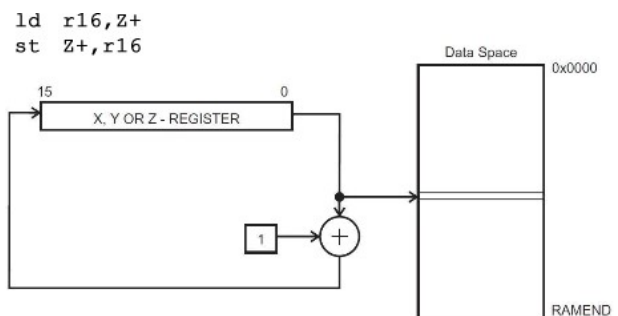 ld r16,Z+
st Z+,r16
Data Space
0x0000
15 0
X, Y OR Z - REGISTER
1
+
RAMEND